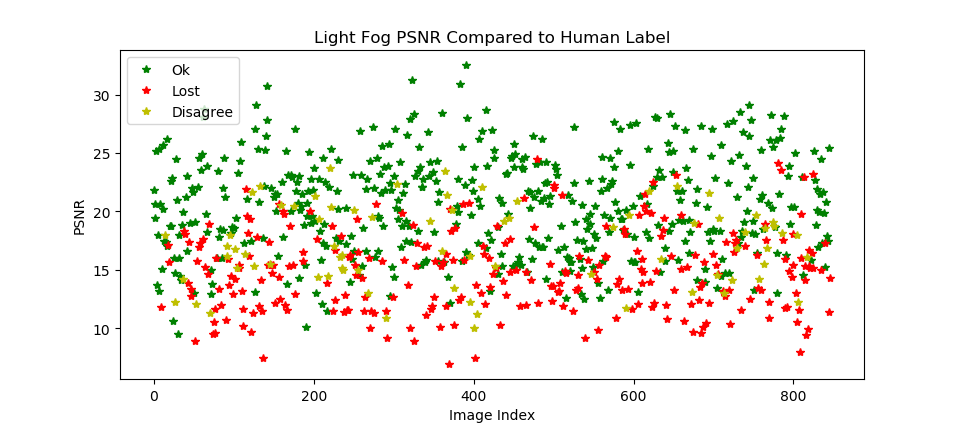 Light Fog PSNR Compared to Human Label
Ok
Lost
Disagree
30
25
20
15
10
PSNR
0 200 400 600 800
Image Index